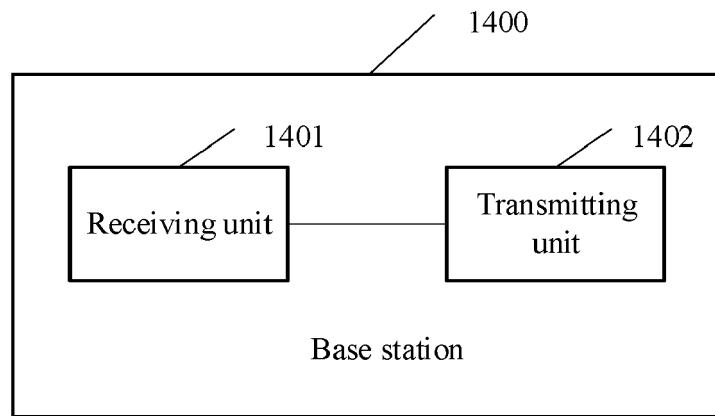 1400
1401
1402
Receiving unit
Transmitting
unit
Base station